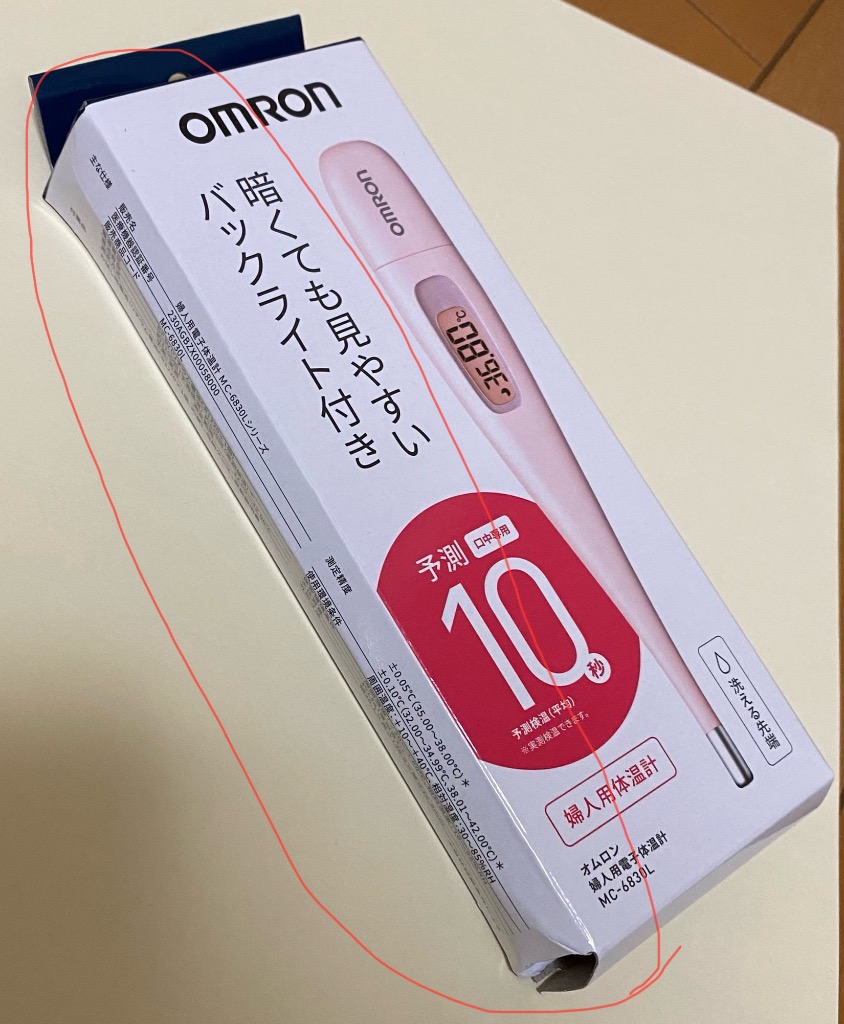 OMRON
暗くても見やすい
バックライト付き
OMRON
36.80℃
予測 口中専用
10秒
予測検温(平均)
※実測検温できます。
洗える先端
婦人用体温計
オムロン
婦人用電子体温計
MC-6830L
主な仕様
販売名
婦人用電子体温計 MC-6830Lシリーズ
医療機器認証番号
230AGBZX00058000
販売商品コード
MC-6830L
測定精度
±0.05℃(35.00～38.00℃)*
±0.10℃(32.00～34.99℃、38.01～42.00℃)*
使用環境条件
周囲温度:+10～+40℃、相対湿度:30～85%RH